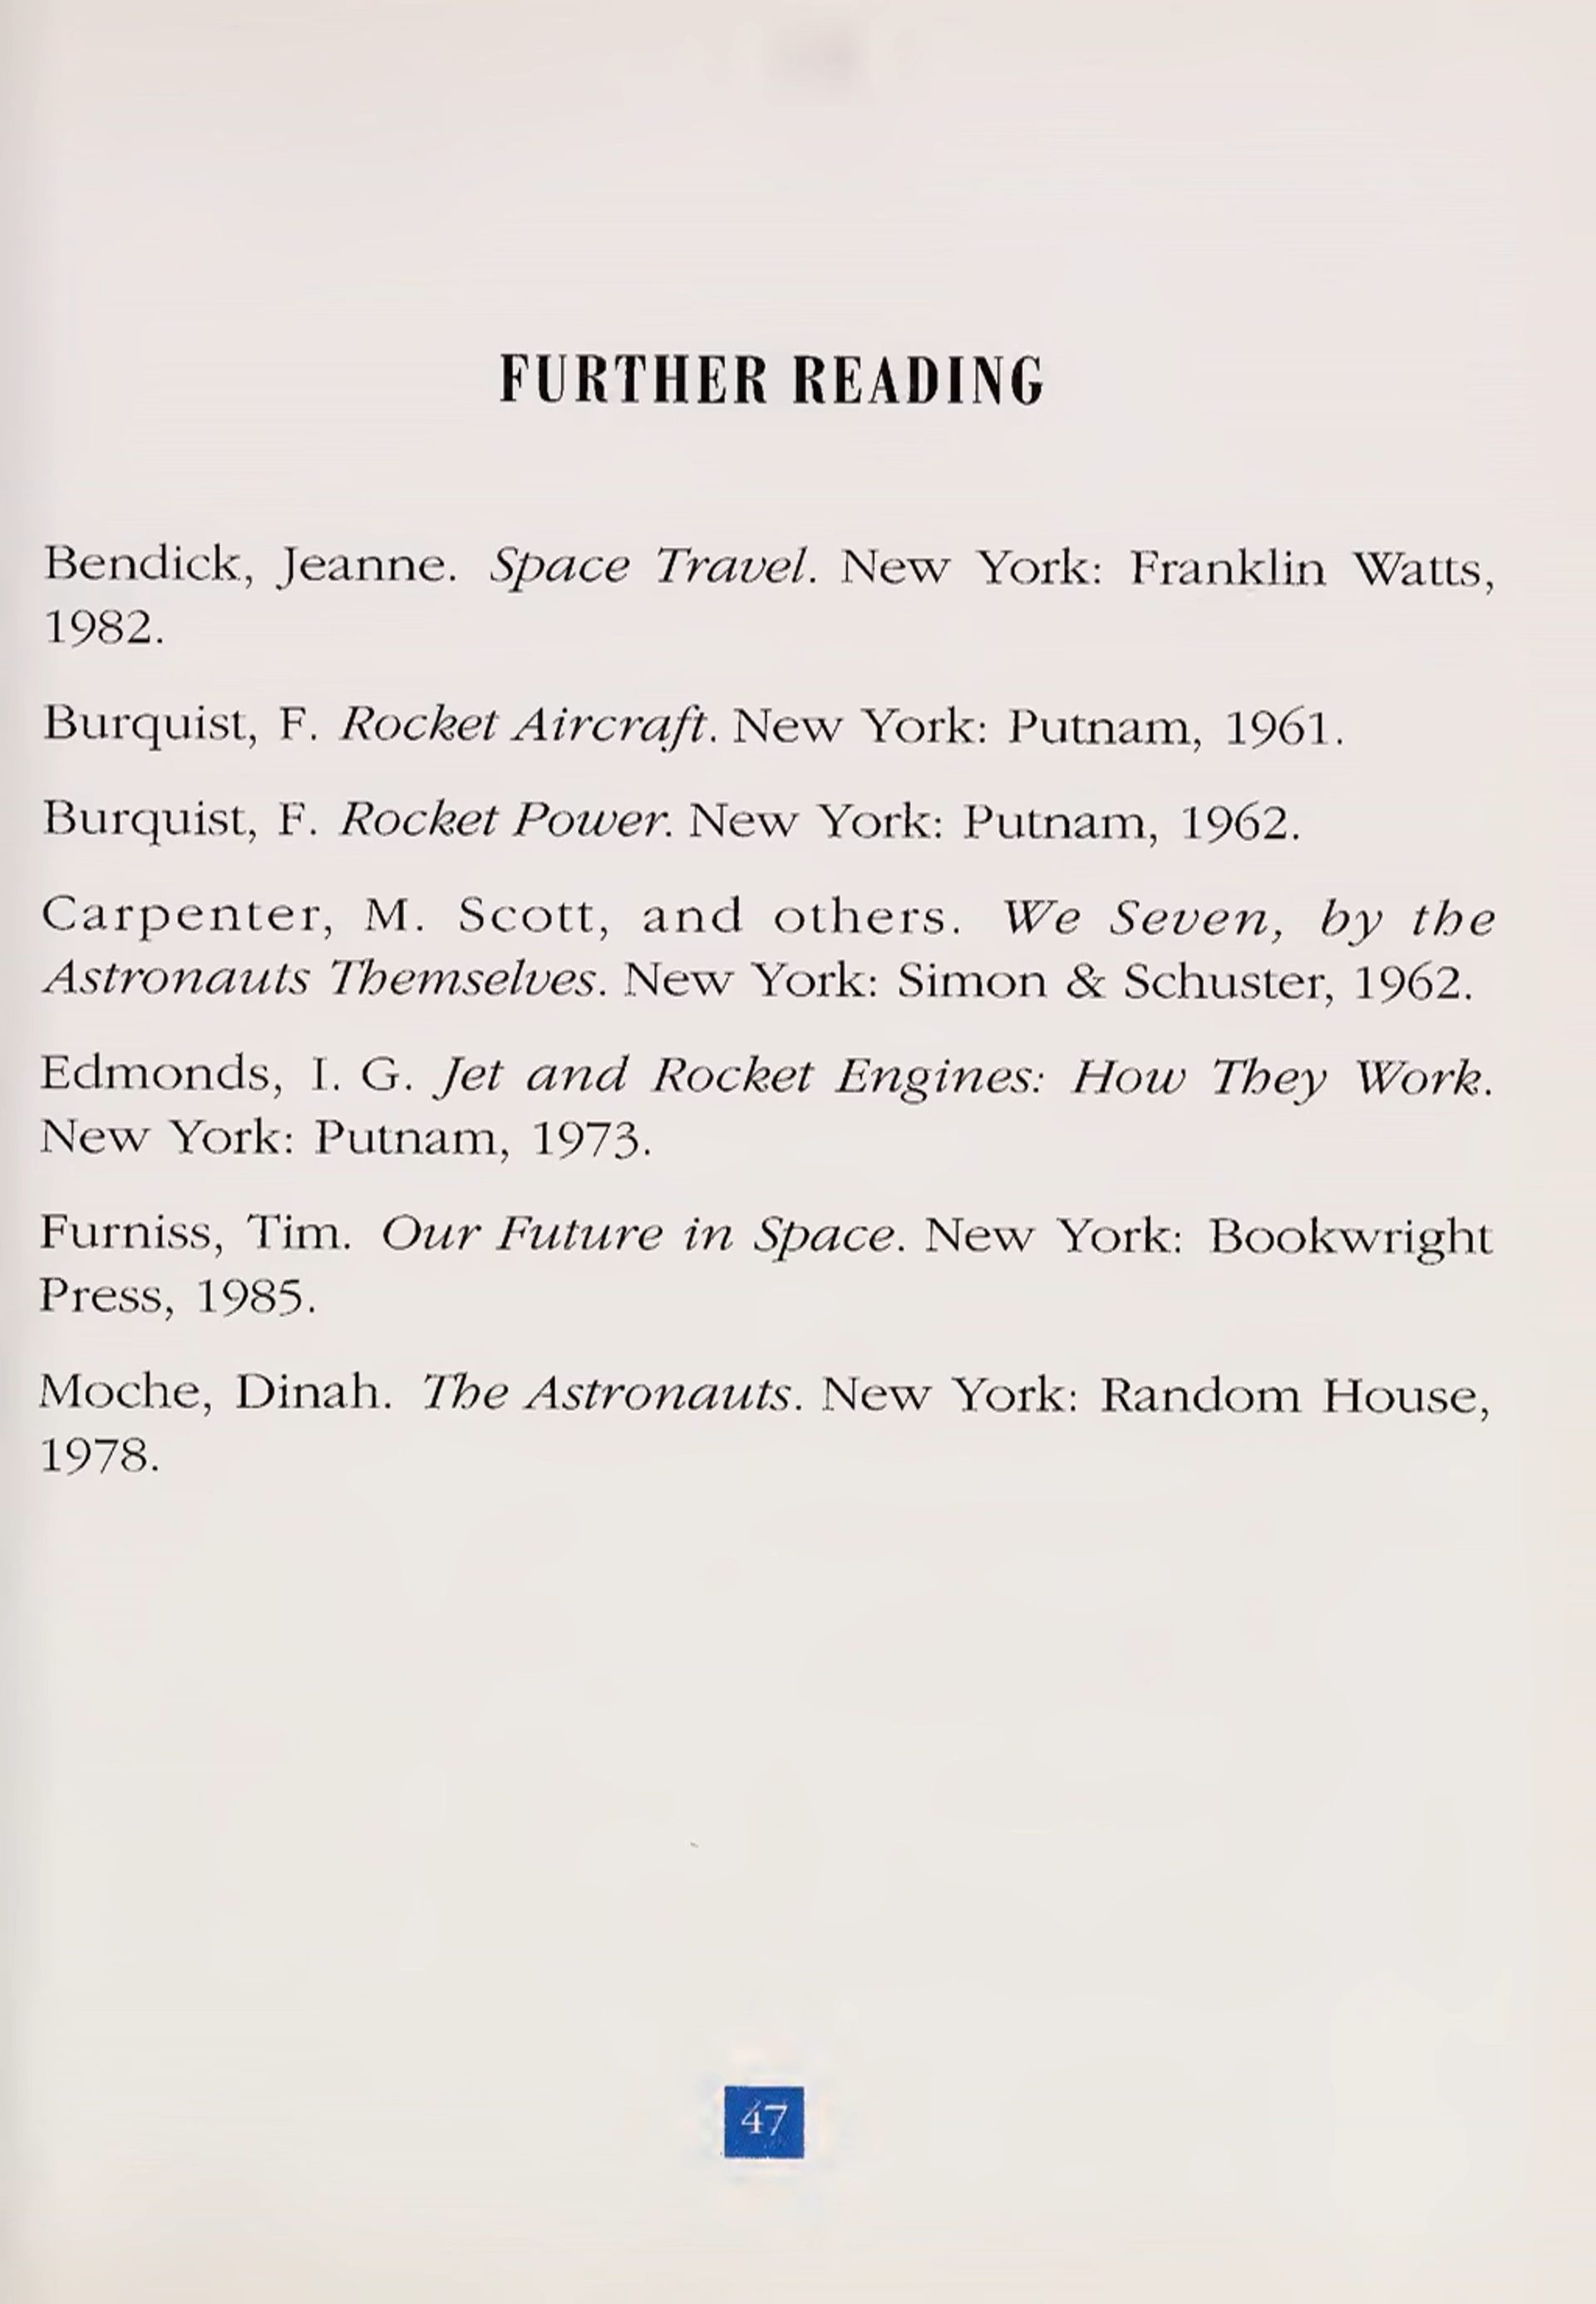 FURTHER READING
Bendick, Jeanne. Space Travel. New York: Franklin Watts,
1982.
Burquist, F. Rocket Aircraft. New York: Putnam, 1961.
Burquist, F. Rocket Power. New York: Putnam, 1962.
Carpenter, M. Scott, and others. We Seven, by the
Astronauts Themselves. New York: Simon & Schuster, 1962.
Edmonds, I. G. Jet and Rocket Engines: How They Work.
New York: Putnam, 1973.
Furniss, Tim. Our Future in Space. New York: Bookwright
Press, 1985.
Moche, Dinah. The Astronauts. New York: Random House,
1978.
47